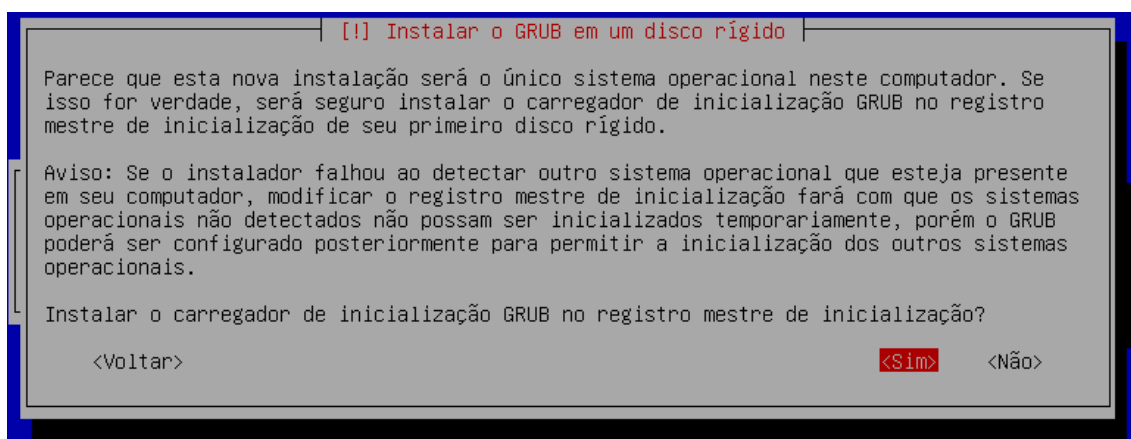 [!] Instalar o GRUB em um disco rígido
Parece que esta nova instalação será o único sistema operacional neste computador. Se
isso for verdade, será seguro instalar o carregador de inicialização GRUB no registro
mestre de inicialização de seu primeiro disco rígido.
Aviso: Se o instalador falhou ao detectar outro sistema operacional que esteja presente
em seu computador, modificar o registro mestre de inicialização fará com que os sistemas
operacionais não detectados não possam ser inicializados temporariamente, porém o GRUB
poderá ser configurado posteriormente para permitir a inicialização dos outros sistemas
operacionais.
Instalar o carregador de inicialização GRUB no registro mestre de inicialização?
<Voltar> <Sim> <Não>